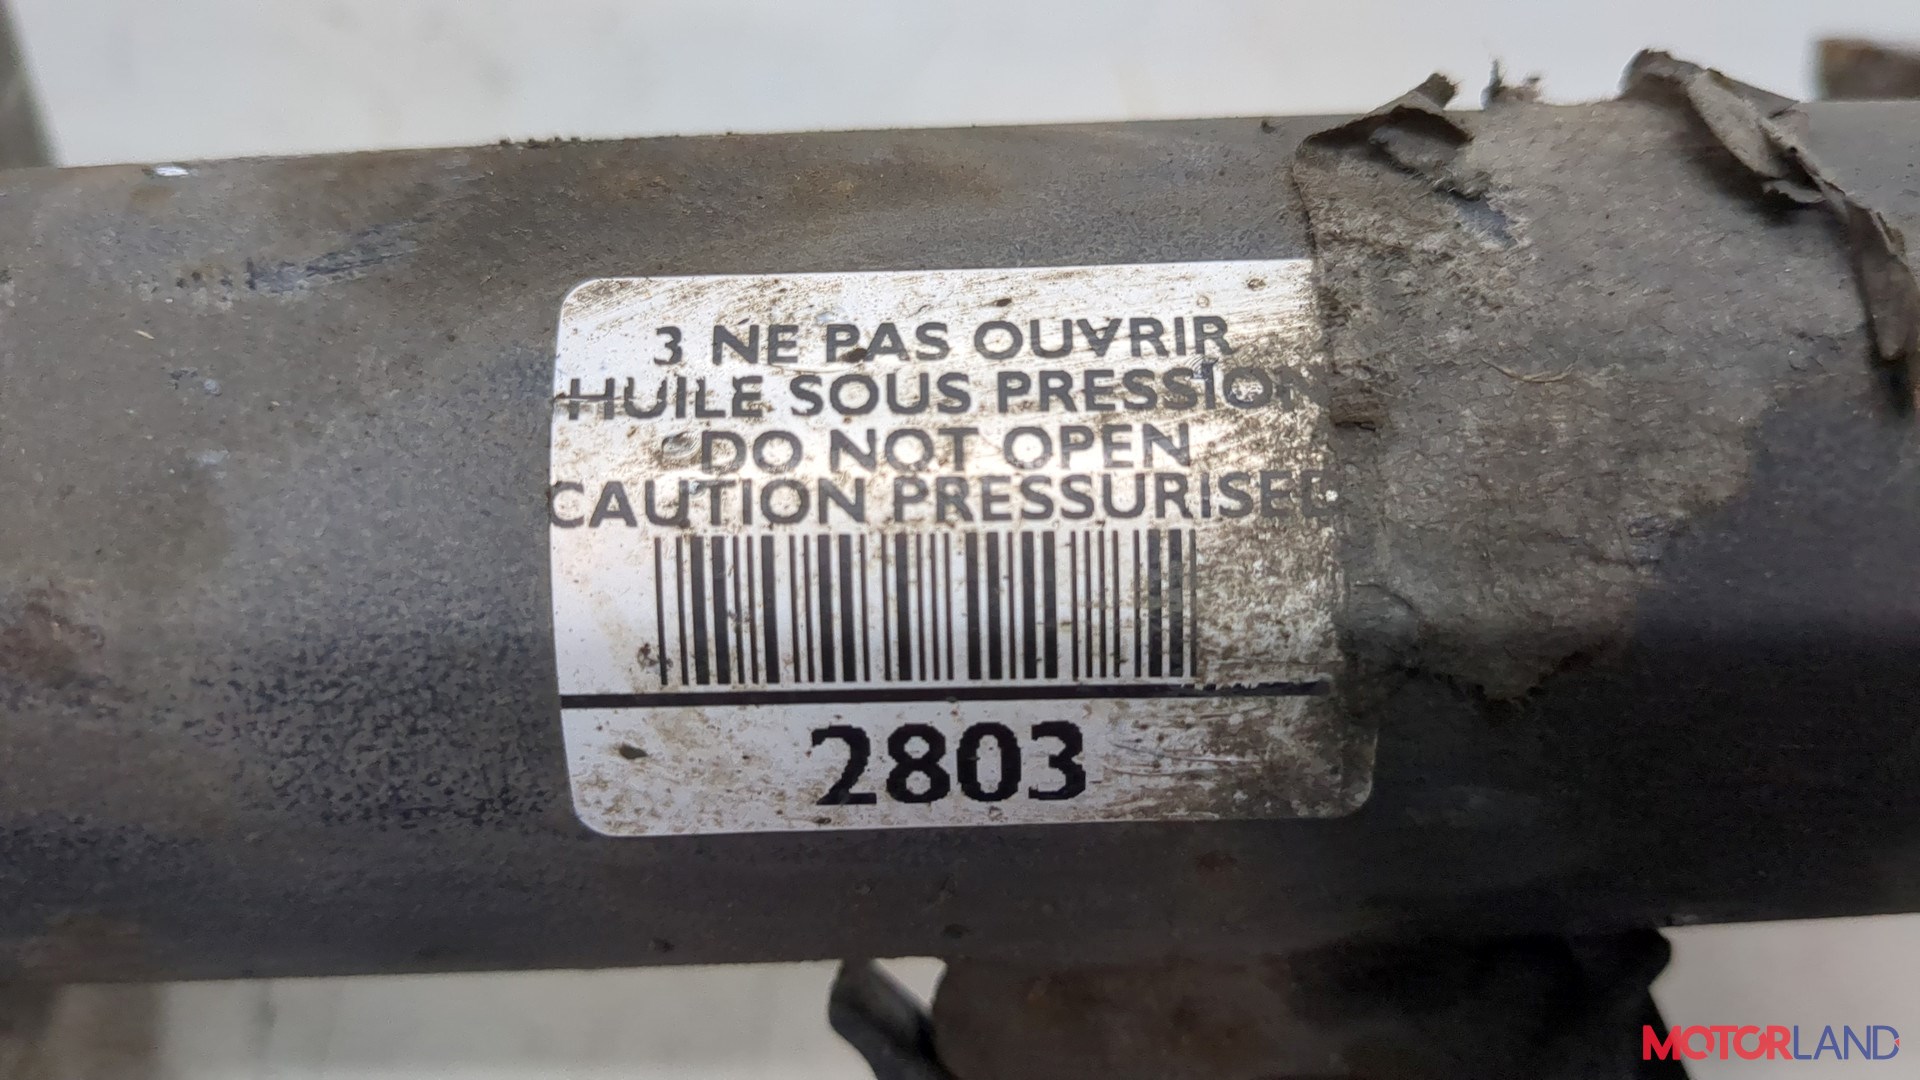 3 NE PAS OUVRIR
HUILE SOUS PRESSION
DO NOT OPEN
CAUTION PRESSURISED
2803
MOTORLAND